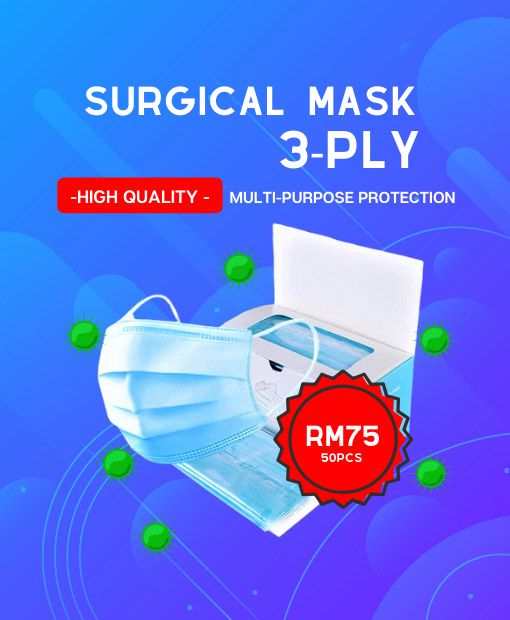 SURGICAL MASK
3-PLY
-HIGH QUALITY - MULTI-PURPOSE PROTECTION
RM75
50PCS